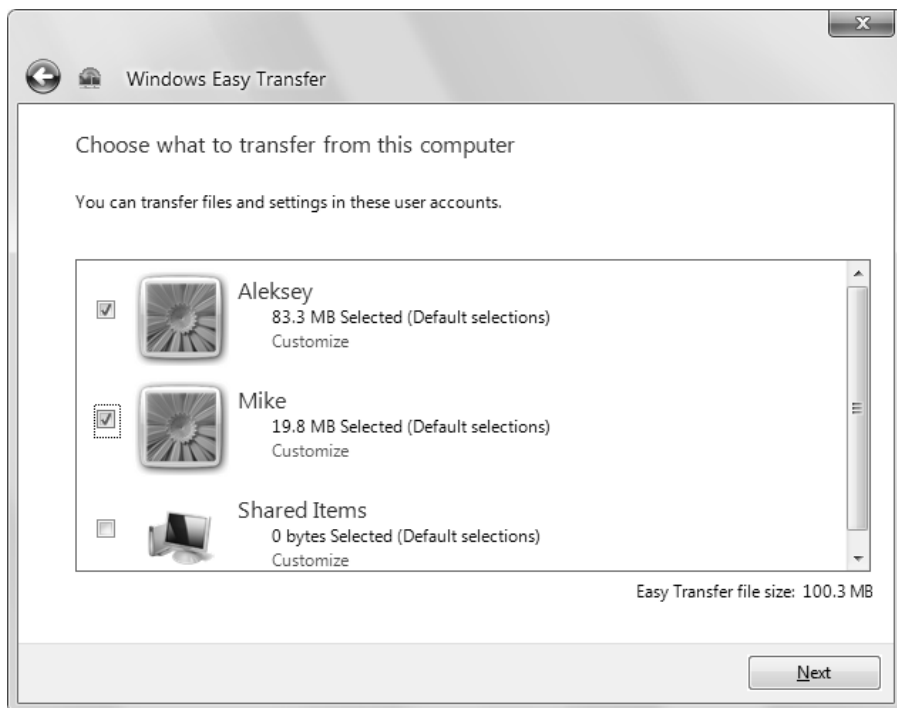 X
Windows Easy Transfer
Choose what to transfer from this computer
You can transfer files and settings in these user accounts.
Aleksey
83.3 MB Selected (Default selections)
Customize
Mike
19.8 MB Selected (Default selections)
Customize
Shared Items
0 bytes Selected (Default selections)
Customize
Easy Transfer file size: 100.3 MB
Next